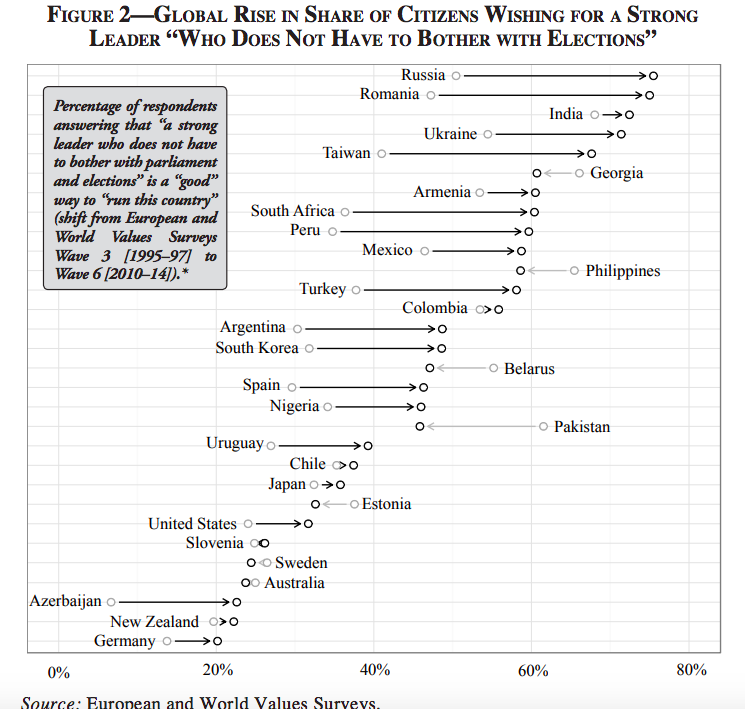 FIGURE 2—GLOBAL RISE IN SHARE OF CITIZENS WISHING FOR A STRONG
LEADER “WHO DOES NOT HAVE TO BOTHER WITH ELECTIONS”
Percentage of respondents
answering that “a strong
leader who does not have
to bother with parliament
and elections” is a “good”
way to “run this country”
(shift from European and
World Values Surveys
Wave 3 [1995–97] to
Wave 6 [2010–14]).*
Russia
Romania
India
Ukraine
Taiwan
Georgia
Armenia
South Africa
Peru
Mexico
Philippines
Turkey
Colombia
Argentina
South Korea
Belarus
Spain
Nigeria
Pakistan
Uruguay
Chile
Japan
Estonia
United States
Slovenia
Sweden
Australia
Azerbaijan
New Zealand
Germany
0% 20% 40% 60% 80%
Source: European and World Values Surveys.